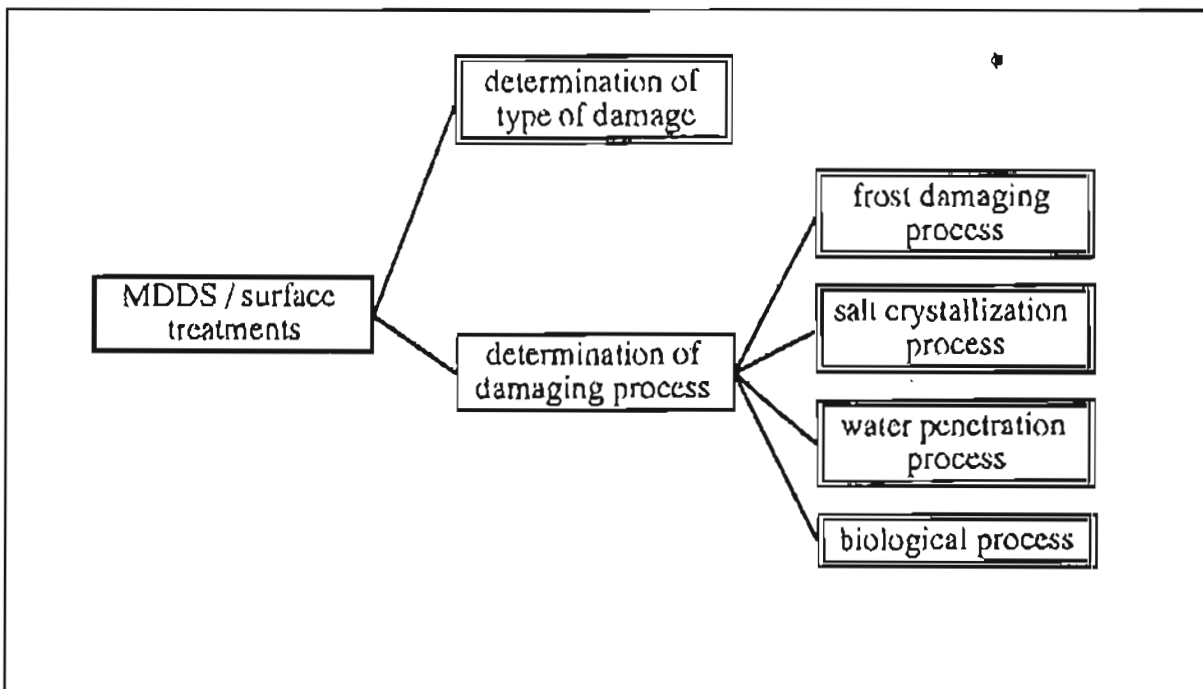 determination of
type of damage
frost damaging
process
MDDS / surface
treatments
salt crystallization
process
determination of
damaging process
water penetration
process
biological process